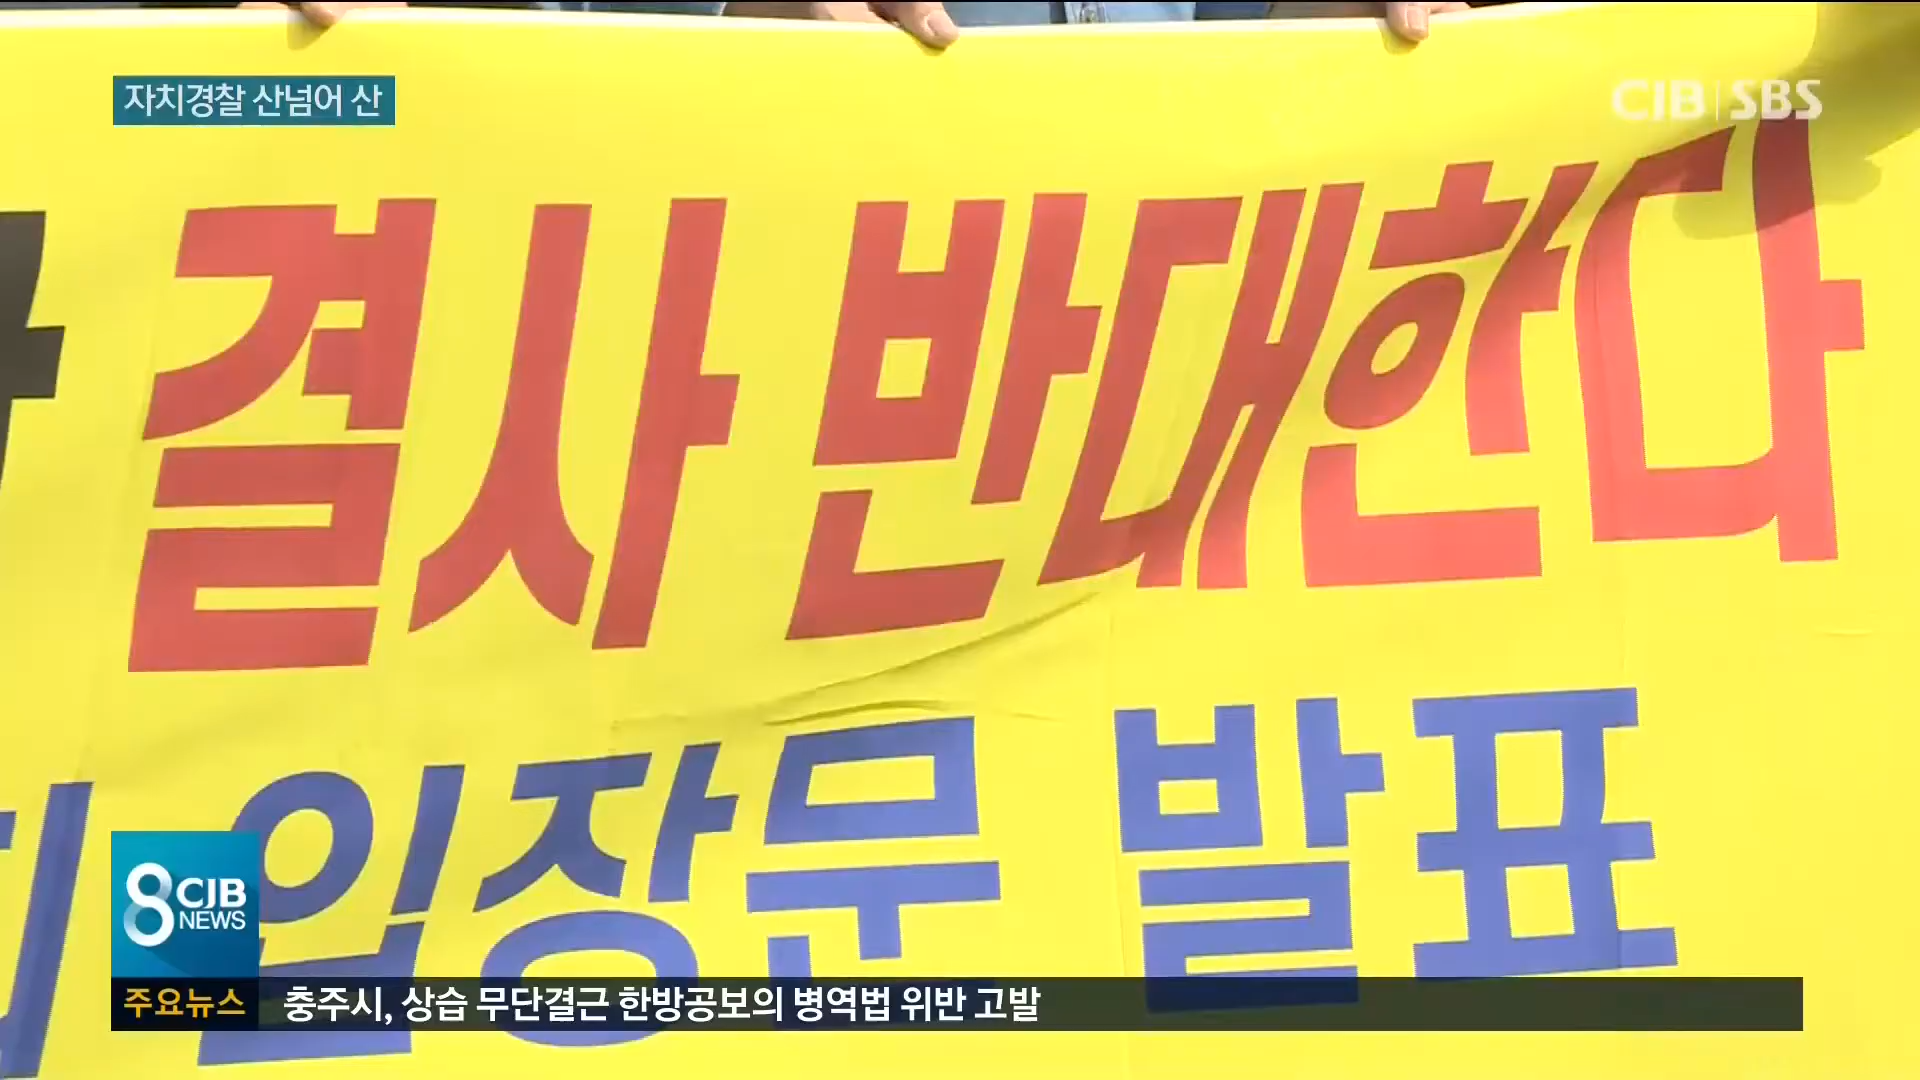 자치경찰 산넘어 산
CJB SBS
결사 반대한다
입장문 발표
8 CJB
NEWS
주요뉴스 충주시, 상습 무단결근 한방공보의 병역법 위반 고발